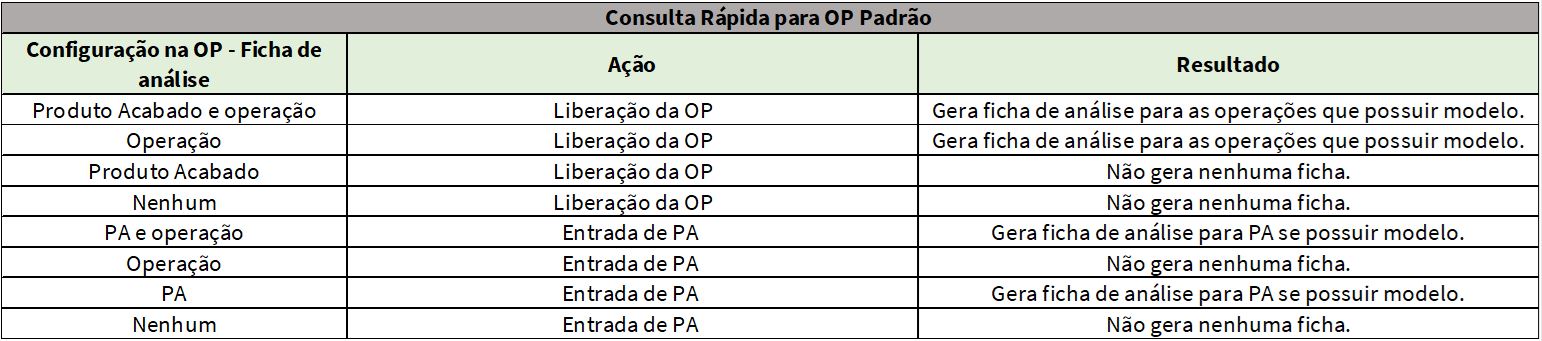 Consulta Rápida para OP Padrão
Configuração na OP - Ficha de
análise
Ação
Resultado
Produto Acabado e operação
Liberação da OP
Gera ficha de análise para as operações que possuir modelo.
Operação
Liberação da OP
Gera ficha de análise para as operações que possuir modelo.
Produto Acabado
Liberação da OP
Não gera nenhuma ficha.
Nenhum
Liberação da OP
Não gera nenhuma ficha.
PA e operação
Entrada de PA
Gera ficha de análise para PA se possuir modelo.
Operação
Entrada de PA
Não gera nenhuma ficha.
PA
Entrada de PA
Gera ficha de análise para PA se possuir modelo.
Nenhum
Entrada de PA
Não gera nenhuma ficha.